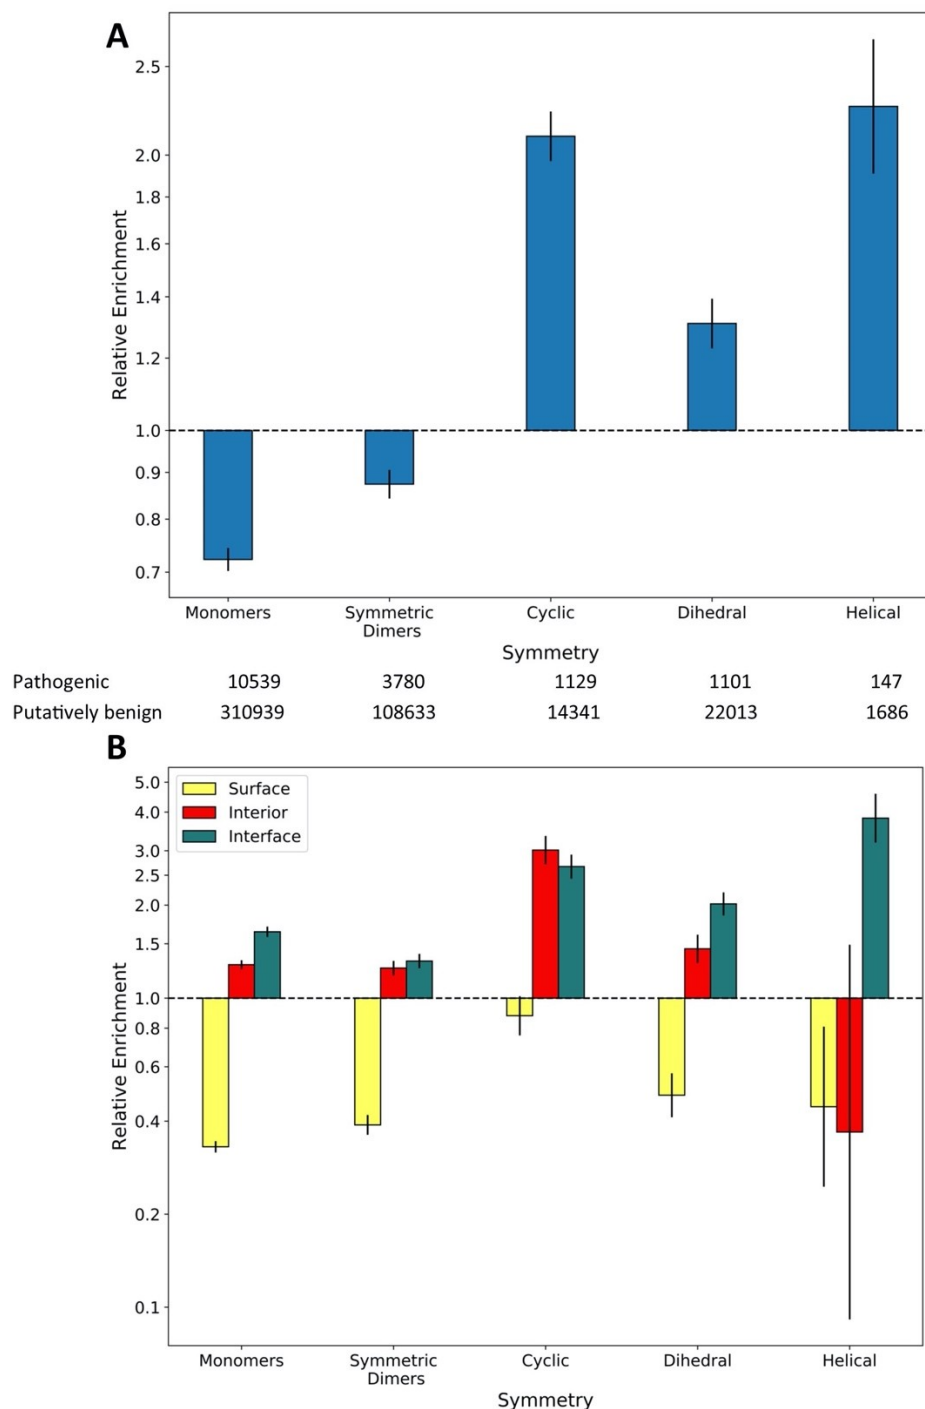 A
2.5
2.0
1.8
1.6
1.4
1.2
1.0
0.9
0.8
0.7
Relative Enrichment
Monomers Symmetric Dimers Cyclic Dihedral Helical
Symmetry
Pathogenic 10539 3780 1129 1101 147
Putatively benign 310939 108633 14341 22013 1686
B
Surface
Interior
Interface
5.0
4.0
3.0
2.5
2.0
1.5
1.0
0.8
0.6
0.4
0.2
0.1
Relative Enrichment
Monomers Symmetric Dimers Cyclic Dihedral Helical
Symmetry